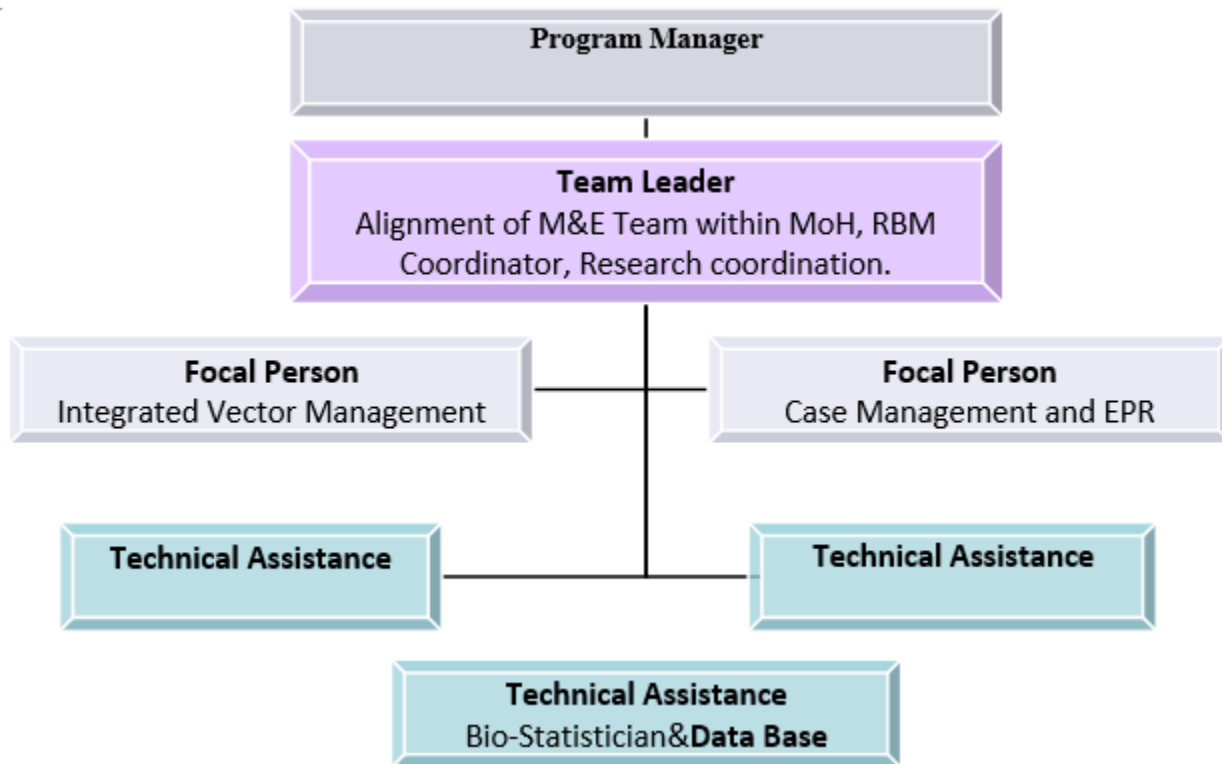 Program Manager
Team Leader
Alignment of M&E Team within MoH, RBM
Coordinator, Research coordination.
Focal Person
Integrated Vector Management
Focal Person
Case Management and EPR
Technical Assistance
Technical Assistance
Technical Assistance
Bio-Statistician&Data Base